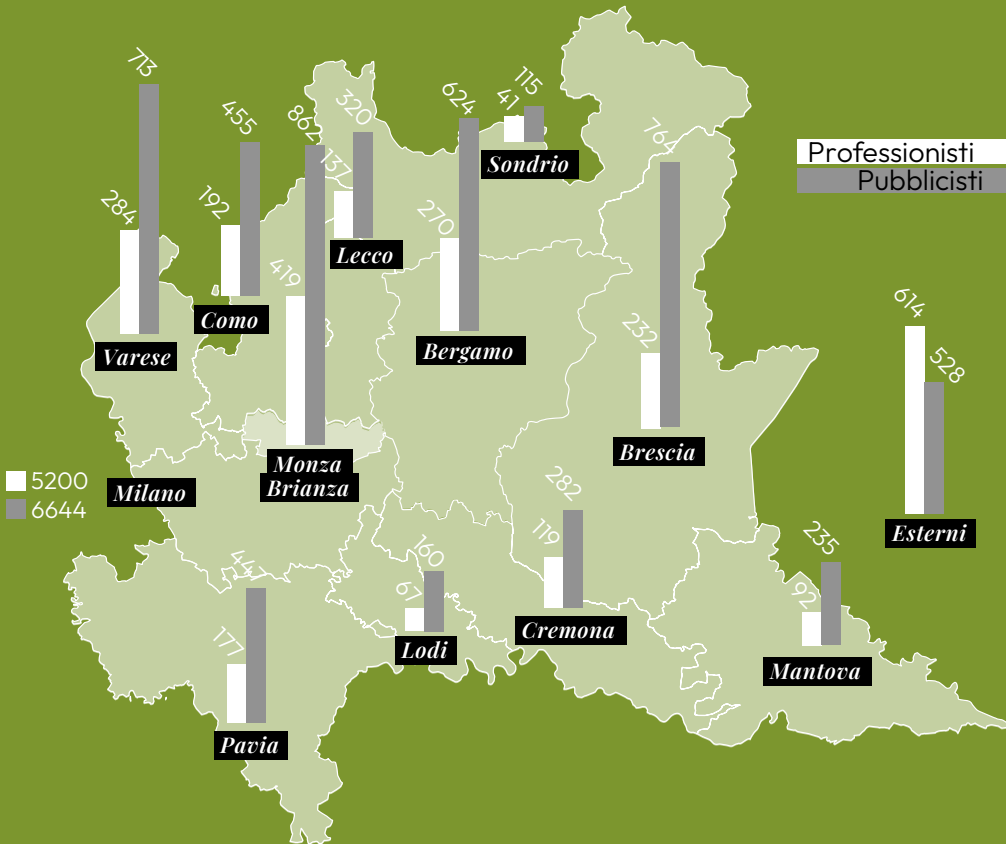 713
284
Varese
455
192
Como
862
419
Monza
Brianza
320
137
Lecco
624
270
Bergamo
115
41
Sondrio
764
232
Brescia
Professionisti
Pubblicisti
614
528
Esterni
5200
6644
Milano
447
177
Pavia
160
67
Lodi
282
119
Cremona
235
92
Mantova